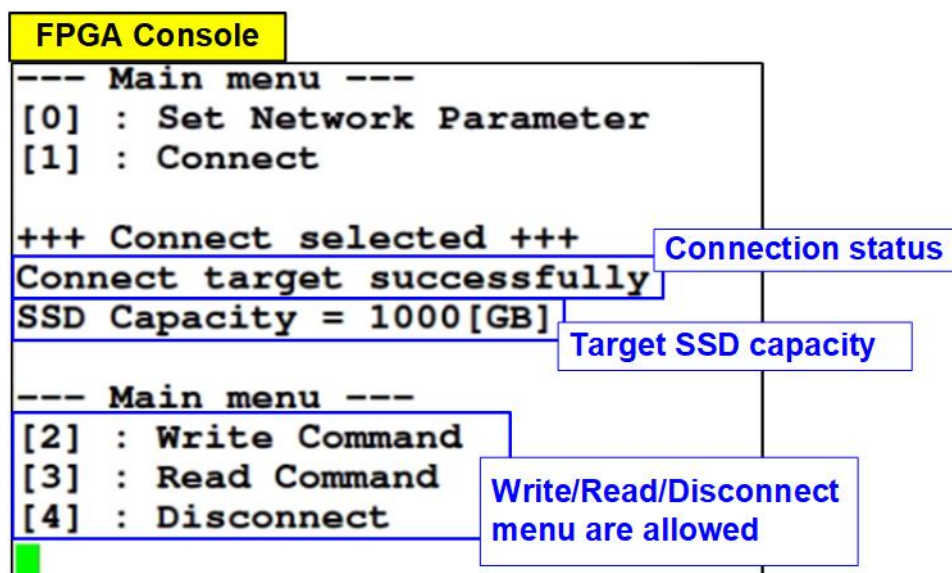 FPGA Console
--- Main menu ---
[0] : Set Network Parameter
[1] : Connect
+++ Connect selected +++
Connection status
Connect target successfully
SSD Capacity = 1000[GB]
Target SSD capacity
--- Main menu ---
[2] : Write Command
[3] : Read Command
[4] : Disconnect
Write/Read/Disconnect
menu are allowed